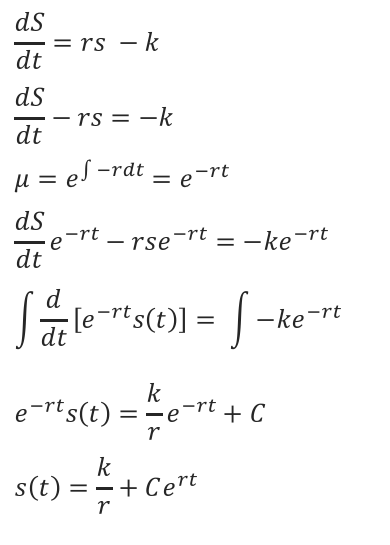 dS/dt = rs − k
dS/dt − rs = −k
μ = e^{∫ −rdt} = e^{−rt}
dS/dt e^{−rt} − rse^{−rt} = −ke^{−rt}
∫ d/dt [e^{−rt}s(t)] = ∫ −ke^{−rt}
e^{−rt}s(t) = k/r e^{−rt} + C
s(t) = k/r + Ce^{rt}